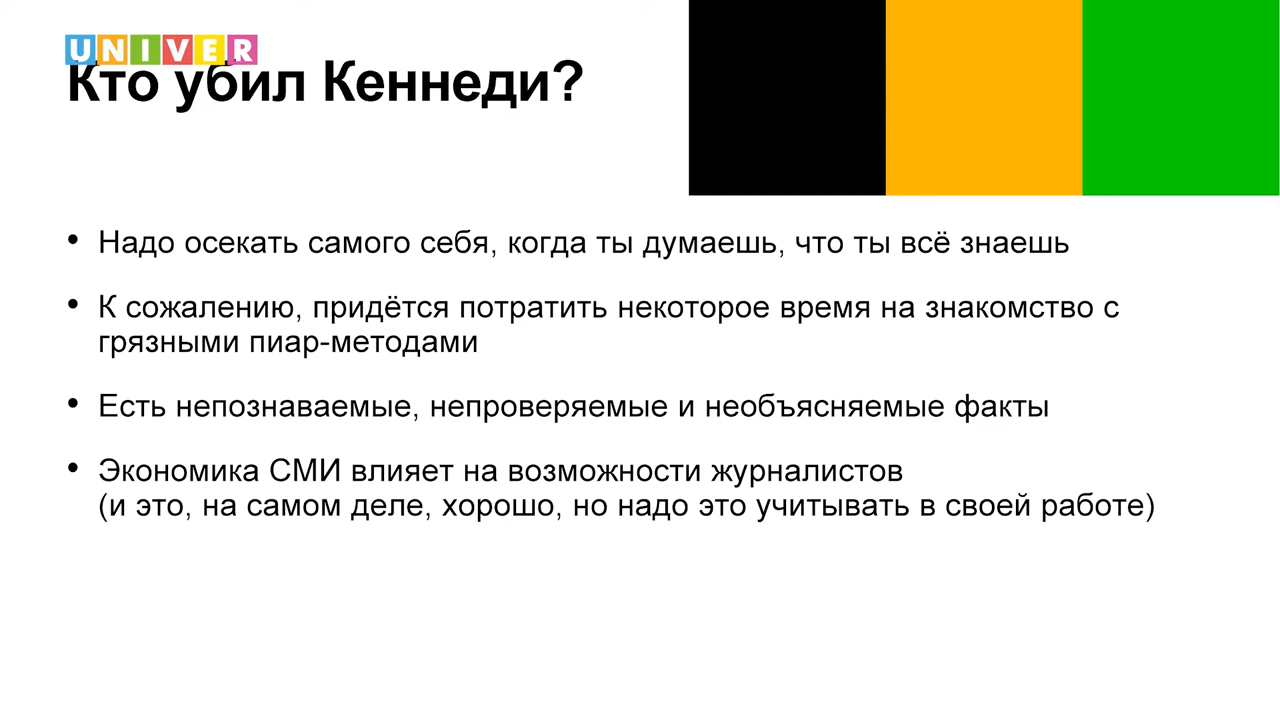 UNIVER
Кто убил Кеннеди?
• Надо осекать самого себя, когда ты думаешь, что ты всё знаешь
• К сожалению, придётся потратить некоторое время на знакомство с
грязными пиар-методами
• Есть непознаваемые, непроверяемые и необъясняемые факты
• Экономика СМИ влияет на возможности журналистов
(и это, на самом деле, хорошо, но надо это учитывать в своей работе)